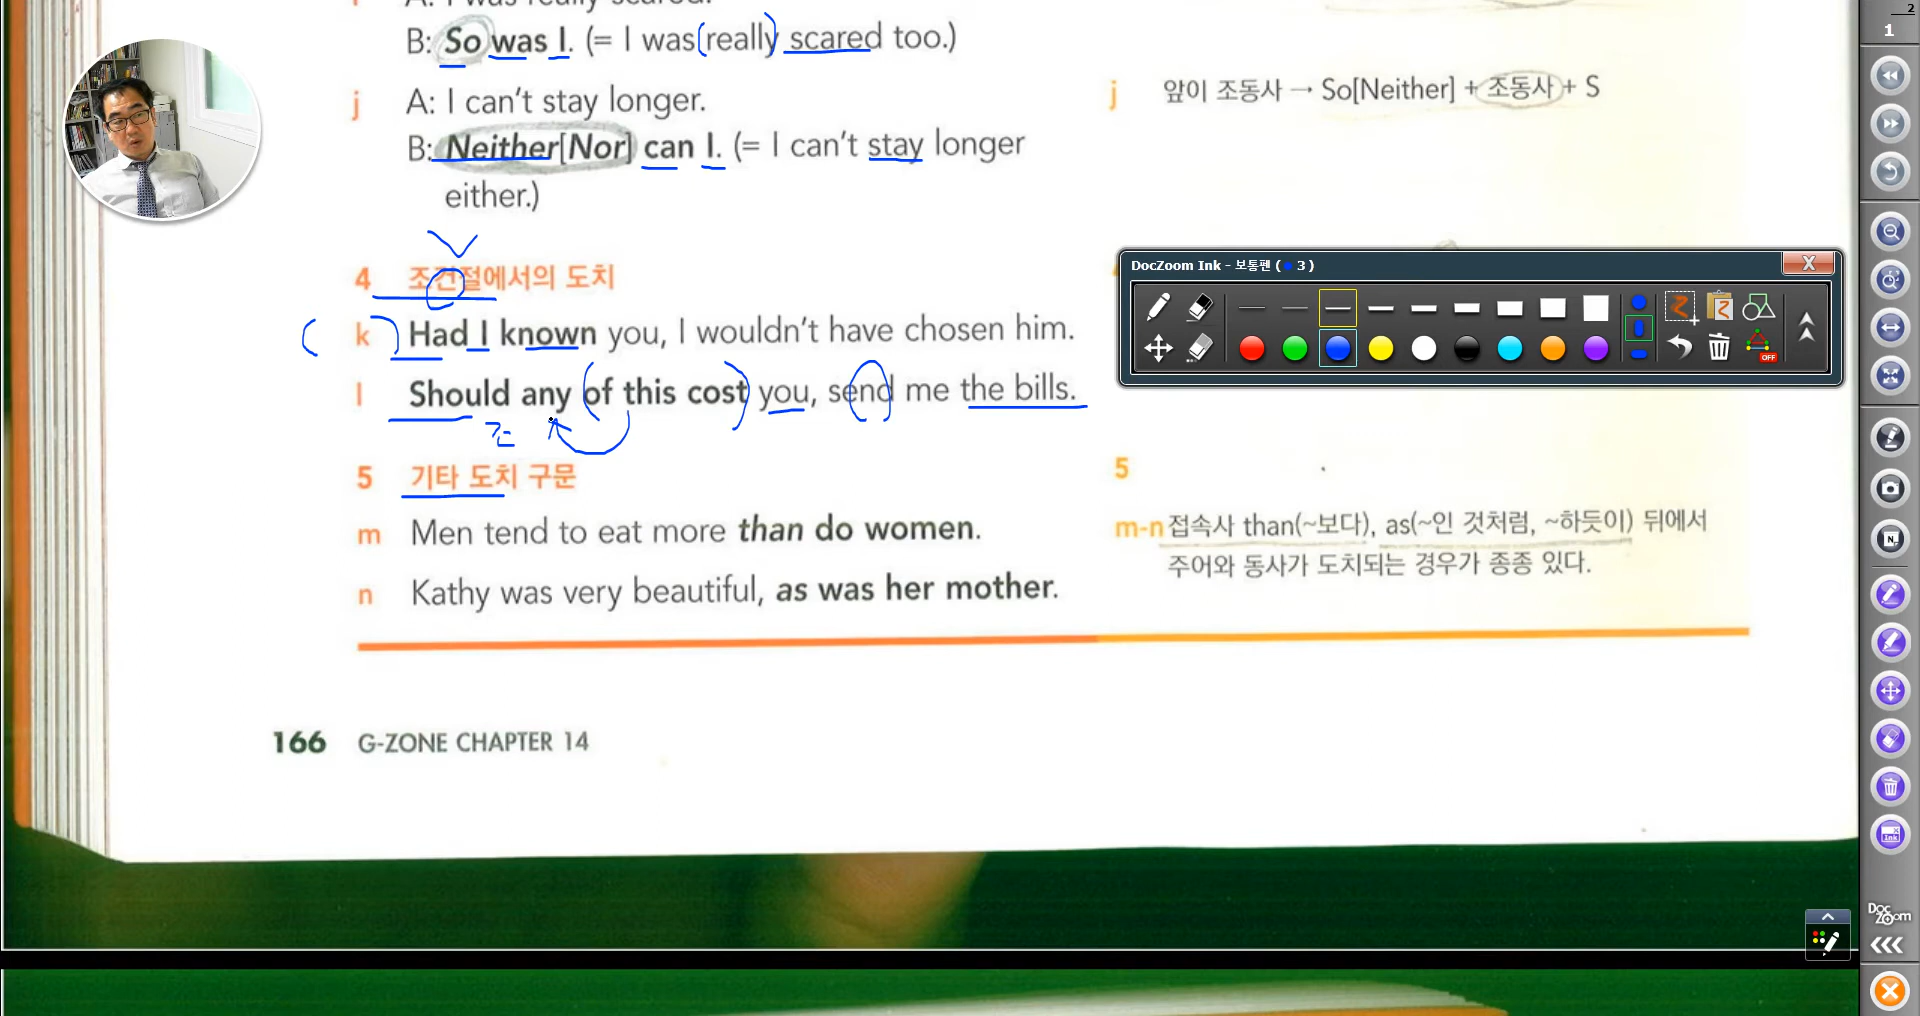 B: So was I. (= I was (really) scared too.)
j A: I can't stay longer.
B: Neither[Nor] can I. (= I can't stay longer
either.)
j 앞이 조동사 → So[Neither] + 조동사 + S
4 조건절에서의 도치
k Had I known you, I wouldn't have chosen him.
l Should any of this cost you, send me the bills.
5 기타 도치 구문
m Men tend to eat more than do women.
n Kathy was very beautiful, as was her mother.
5
m-n 접속사 than(~보다), as(~인 것처럼, ~하듯이) 뒤에서
주어와 동사가 도치되는 경우가 종종 있다.
166 G-ZONE CHAPTER 14
DocZoom Ink - 보통펜 ( 3 )
X
OFF
2
1
N
Ink
Doc
Zoom